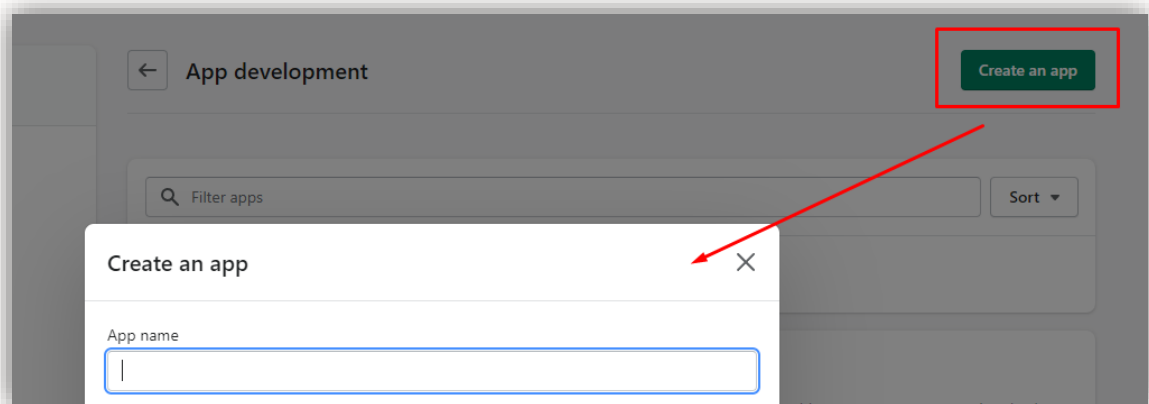 App development
Create an app
Filter apps
Sort
Create an app
App name